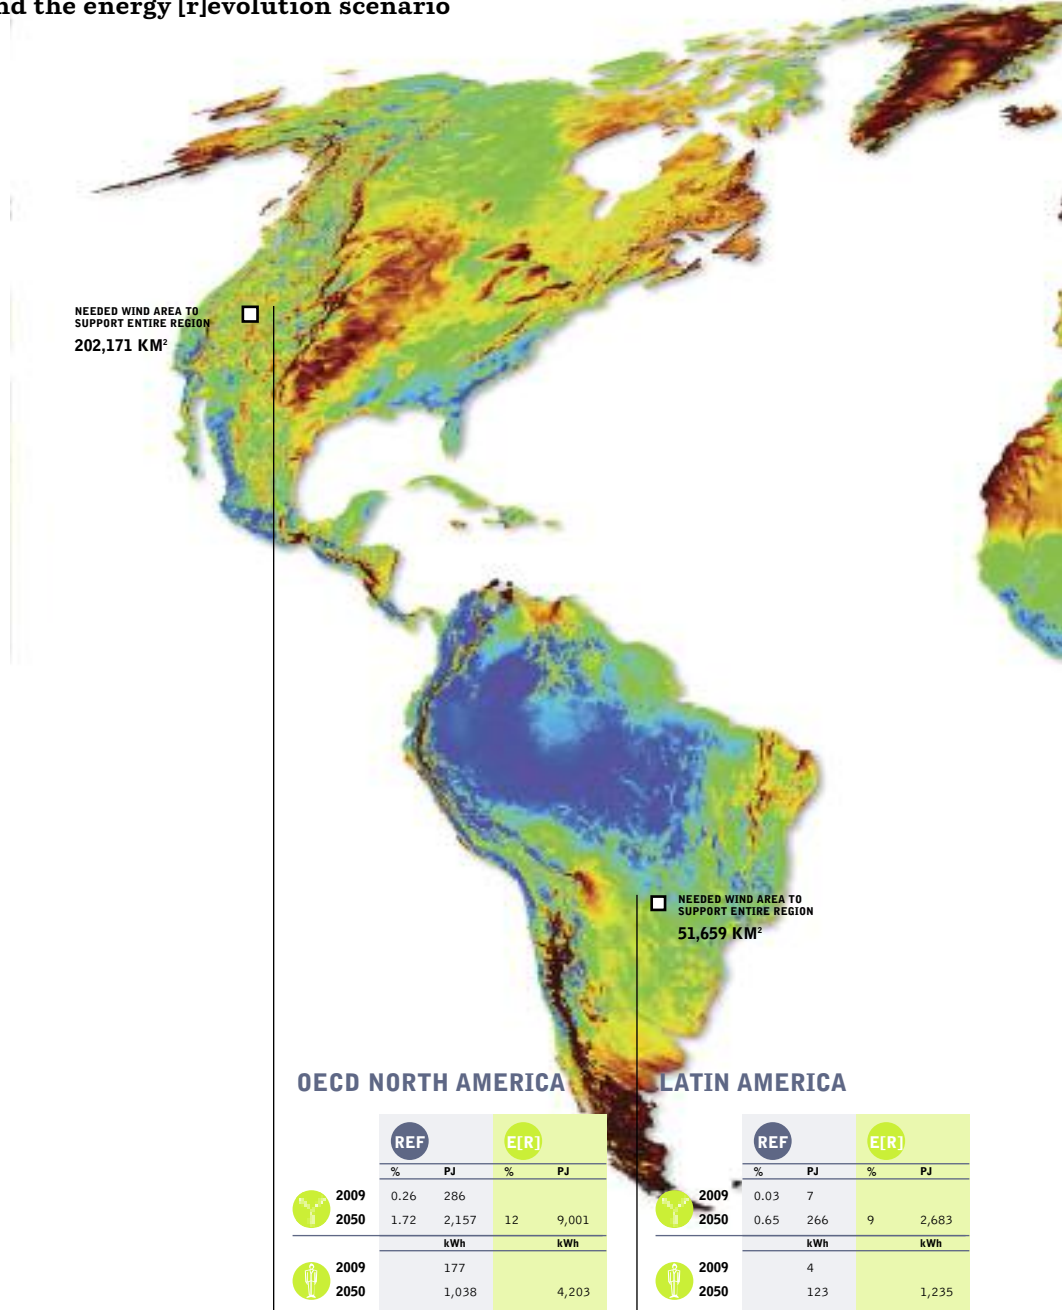 nd the energy [r]evolution scenario
NEEDED WIND AREA TO
SUPPORT ENTIRE REGION
202,171 KM²
NEEDED WIND AREA TO
SUPPORT ENTIRE REGION
51,659 KM²
OECD NORTH AMERICA
REF E[R]
% PJ % PJ
2009 0.26 286
2050 1.72 2,157 12 9,001
kWh kWh
2009 177
2050 1,038 4,203
LATIN AMERICA
REF E[R]
% PJ % PJ
2009 0.03 7
2050 0.65 266 9 2,683
kWh kWh
2009 4
2050 123 1,235